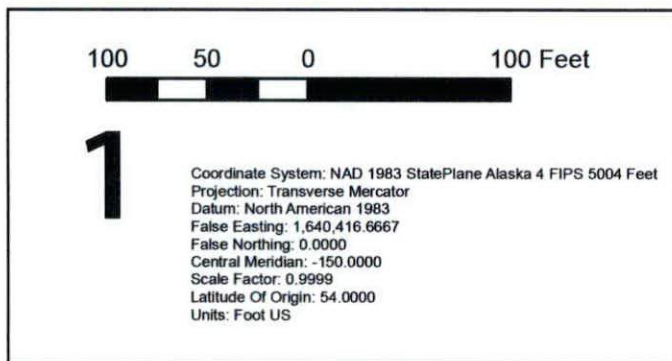 100 50 0 100 Feet
1
Coordinate System: NAD 1983 StatePlane Alaska 4 FIPS 5004 Feet
Projection: Transverse Mercator
Datum: North American 1983
False Easting: 1,640,416.6667
False Northing: 0.0000
Central Meridian: -150.0000
Scale Factor: 0.9999
Latitude Of Origin: 54.0000
Units: Foot US